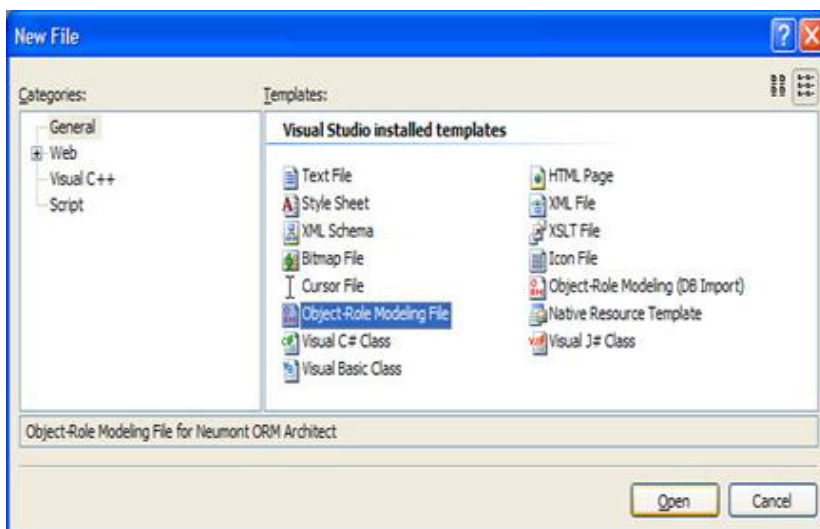 New File
Categories:
Templates:
General
Web
Visual C++
Script
Visual Studio installed templates
Text File
HTML Page
Style Sheet
XML File
XML Schema
XSLT File
Bitmap File
Icon File
Cursor File
Object-Role Modeling (DB Import)
Object-Role Modeling File
Native Resource Template
Visual C# Class
Visual J# Class
Visual Basic Class
Object-Role Modeling File for Neumont ORM Architect
Open
Cancel